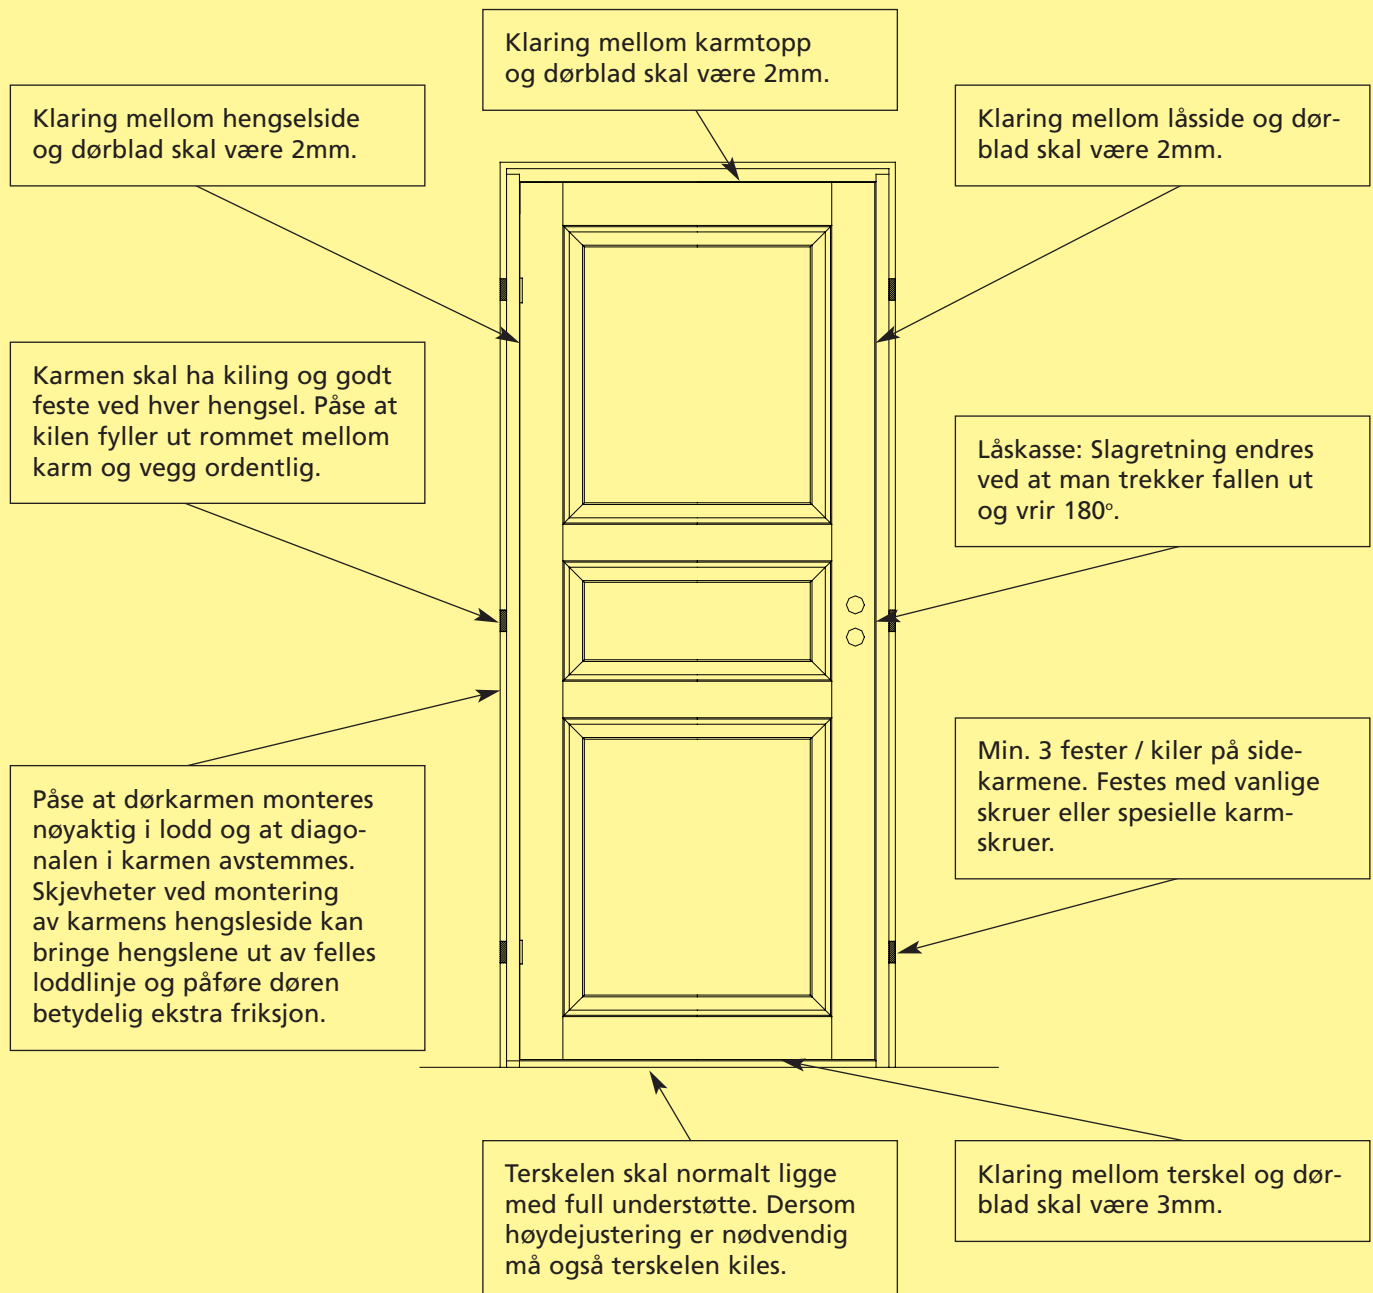 Klaring mellom karmtopp
og dørblad skal være 2mm.
Klaring mellom hengselside
og dørblad skal være 2mm.
Klaring mellom låsside og dør-
blad skal være 2mm.
Karmen skal ha kiling og godt
feste ved hver hengsel. Påse at
kilen fyller ut rommet mellom
karm og vegg ordentlig.
Låskasse: Slagretning endres
ved at man trekker fallen ut
og vrir 180°.
Påse at dørkarmen monteres
nøyaktig i lodd og at diago-
nalen i karmen avstemmes.
Skjevheter ved montering
av karmens hengsleside kan
bringe hengslene ut av felles
loddlinje og påføre døren
betydelig ekstra friksjon.
Min. 3 fester / kiler på side-
karmene. Festes med vanlige
skruer eller spesielle karm-
skruer.
Terskelen skal normalt ligge
med full understøtte. Dersom
høydejustering er nødvendig
må også terskelen kiles.
Klaring mellom terskel og dør-
blad skal være 3mm.